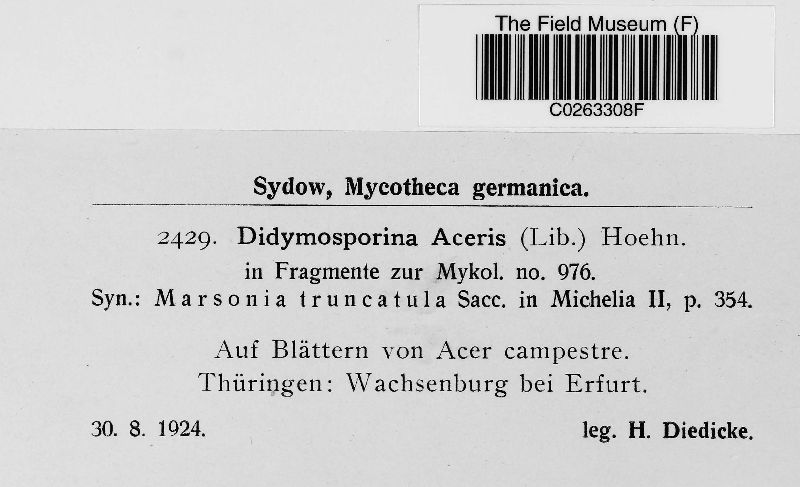 The Field Museum (F)
C0263308F
Sydow, Mycotheca germanica.
2429. Didymosporina Aceris (Lib.) Hoehn.
in Fragmente zur Mykol. no. 976.
Syn.: Marsonia truncatula Sacc. in Michelia II, p. 354.
Auf Blättern von Acer campestre.
Thüringen: Wachsenburg bei Erfurt.
30. 8. 1924. leg. H. Diedicke.